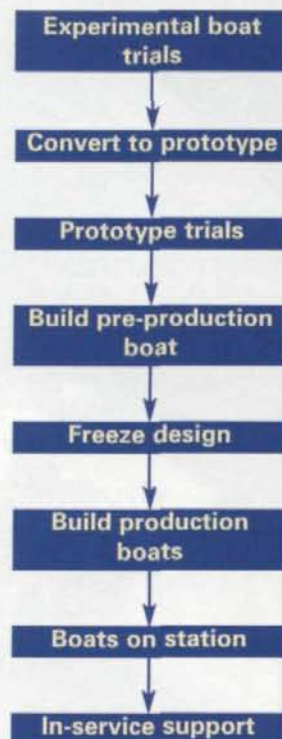 Experimental boat
trials
Convert to prototype
Prototype trials
Build pre-production
boat
Freeze design
Build production
boats
Boats on station
In-service support